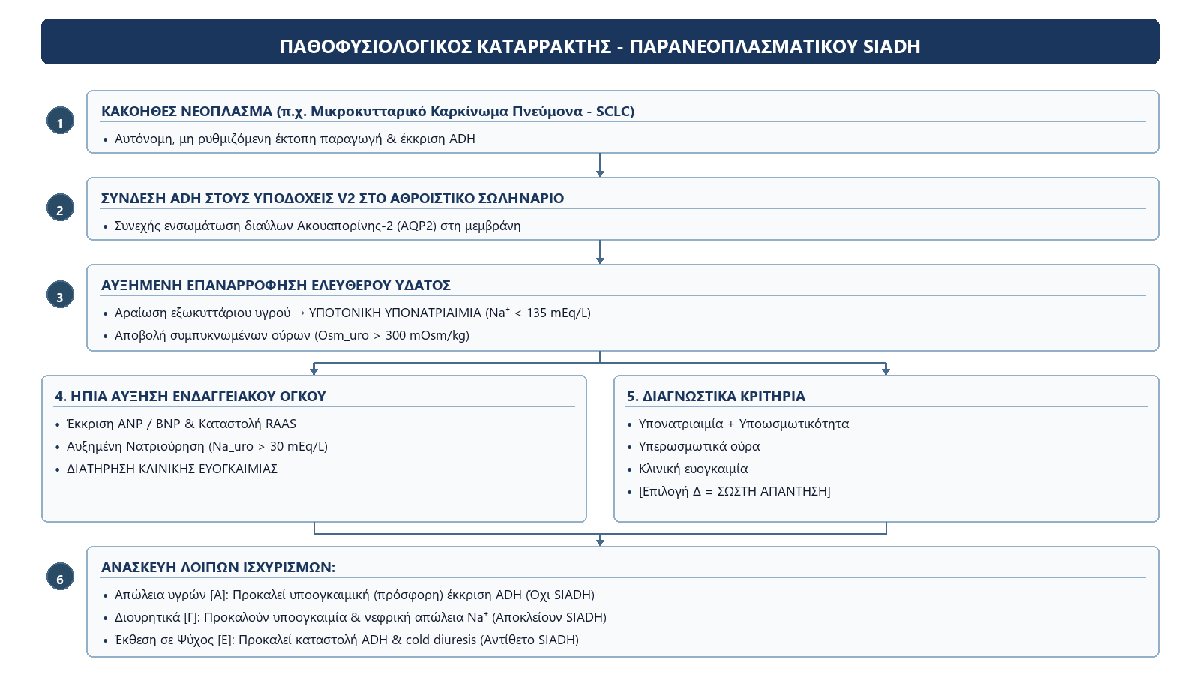 ΠΑΘΟΦΥΣΙΟΛΟΓΙΚΟΣ ΚΑΤΑΡΡΑΚΤΗΣ - ΠΑΡΑΝΕΟΠΛΑΣΜΑΤΙΚΟΥ SIADH
1
ΚΑΚΟΗΘΕΣ ΝΕΟΠΛΑΣΜΑ (π.χ. Μικροκυτταρικό Καρκίνωμα Πνεύμονα - SCLC)
• Αυτόνομη, μη ρυθμιζόμενη έκτοπη παραγωγή & έκκριση ADH
2
ΣΥΝΔΕΣΗ ADH ΣΤΟΥΣ ΥΠΟΔΟΧΕΙΣ V2 ΣΤΟ ΑΘΡΟΙΣΤΙΚΟ ΣΩΛΗΝΑΡΙΟ
• Συνεχής ενσωμάτωση διαύλων Ακουαπορίνης-2 (AQP2) στη μεμβράνη
3
ΑΥΞΗΜΕΝΗ ΕΠΑΝΑΡΡΟΦΗΣΗ ΕΛΕΥΘΕΡΟΥ ΥΔΑΤΟΣ
• Αραίωση εξωκυττάριου υγρού → ΥΠΟΤΟΝΙΚΗ ΥΠΟΝΑΤΡΙΑΙΜΙΑ (Na⁺ < 135 mEq/L)
• Αποβολή συμπυκνωμένων ούρων (Osm_uro > 300 mOsm/kg)
4. ΗΠΙΑ ΑΥΞΗΣΗ ΕΝΔΑΓΓΕΙΑΚΟΥ ΟΓΚΟΥ
• Έκκριση ANP / BNP & Καταστολή RAAS
• Αυξημένη Νατριούρηση (Na_uro > 30 mEq/L)
• ΔΙΑΤΗΡΗΣΗ ΚΛΙΝΙΚΗΣ ΕΥΟΓΚΑΙΜΙΑΣ
5. ΔΙΑΓΝΩΣΤΙΚΑ ΚΡΙΤΗΡΙΑ
• Υπονατριαιμία + Υποωσμωτικότητα
• Υπερωσμωτικά ούρα
• Κλινική ευογκαιμία
• [Επιλογή Δ = ΣΩΣΤΗ ΑΠΑΝΤΗΣΗ]
6
ΑΝΑΣΚΕΥΗ ΛΟΙΠΩΝ ΙΣΧΥΡΙΣΜΩΝ:
• Απώλεια υγρών [Α]: Προκαλεί υποογκαιμική (πρόσφορη) έκκριση ADH (Όχι SIADH)
• Διουρητικά [Γ]: Προκαλούν υποογκαιμία & νεφρική απώλεια Na⁺ (Αποκλείουν SIADH)
• Έκθεση σε Ψύχος [Ε]: Προκαλεί καταστολή ADH & cold diuresis (Αντίθετο SIADH)